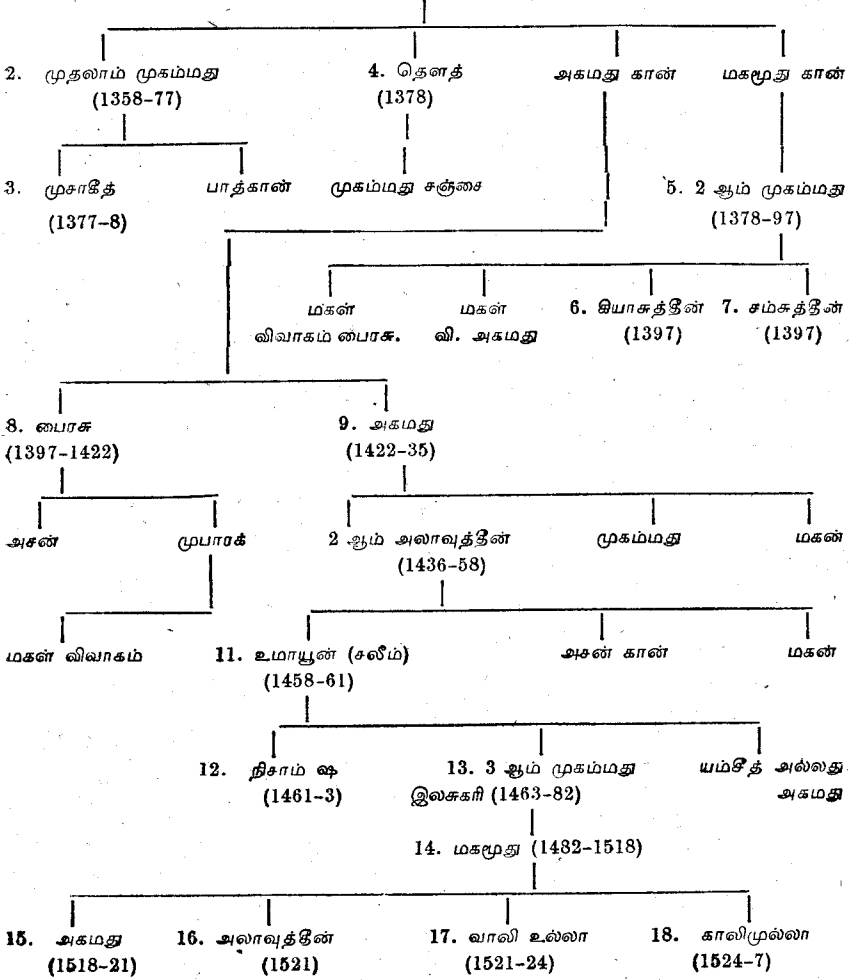 2. முதலாம் முகம்மது 4. தௌத் அகமது கான் மகமூது கான்
(1358-77) (1378)
3. முசாகீத் பாத்கான் முகம்மது சஞ்சை 5. 2 ஆம் முகம்மது
(1377-8) (1378-97)
மகள் மகள் 6. கியாசுத்தீன் 7. சம்சுத்தீன்
விவாகம் பைரசு. வி. அகமது (1397) (1397)
8. பைரசு 9. அகமது
(1397-1422) (1422-35)
அசன் முபாரக் 2 ஆம் அலாவுத்தீன் முகம்மது மகன்
(1436-58)
மகள் விவாகம் 11. உமாயூன் (சலீம்) அசன் கான் மகன்
(1458-61)
12. நிசாம் ஷ 13. 3 ஆம் முகம்மது யம்சீத் அல்லது
(1461-3) இலசுகரி (1463-82) அகமது
14. மகமூது (1482-1518)
15. அகமது 16. அலாவுத்தீன் 17. வாலி உல்லா 18. காலிமுல்லா
(1518-21) (1521) (1521-24) (1524-7)